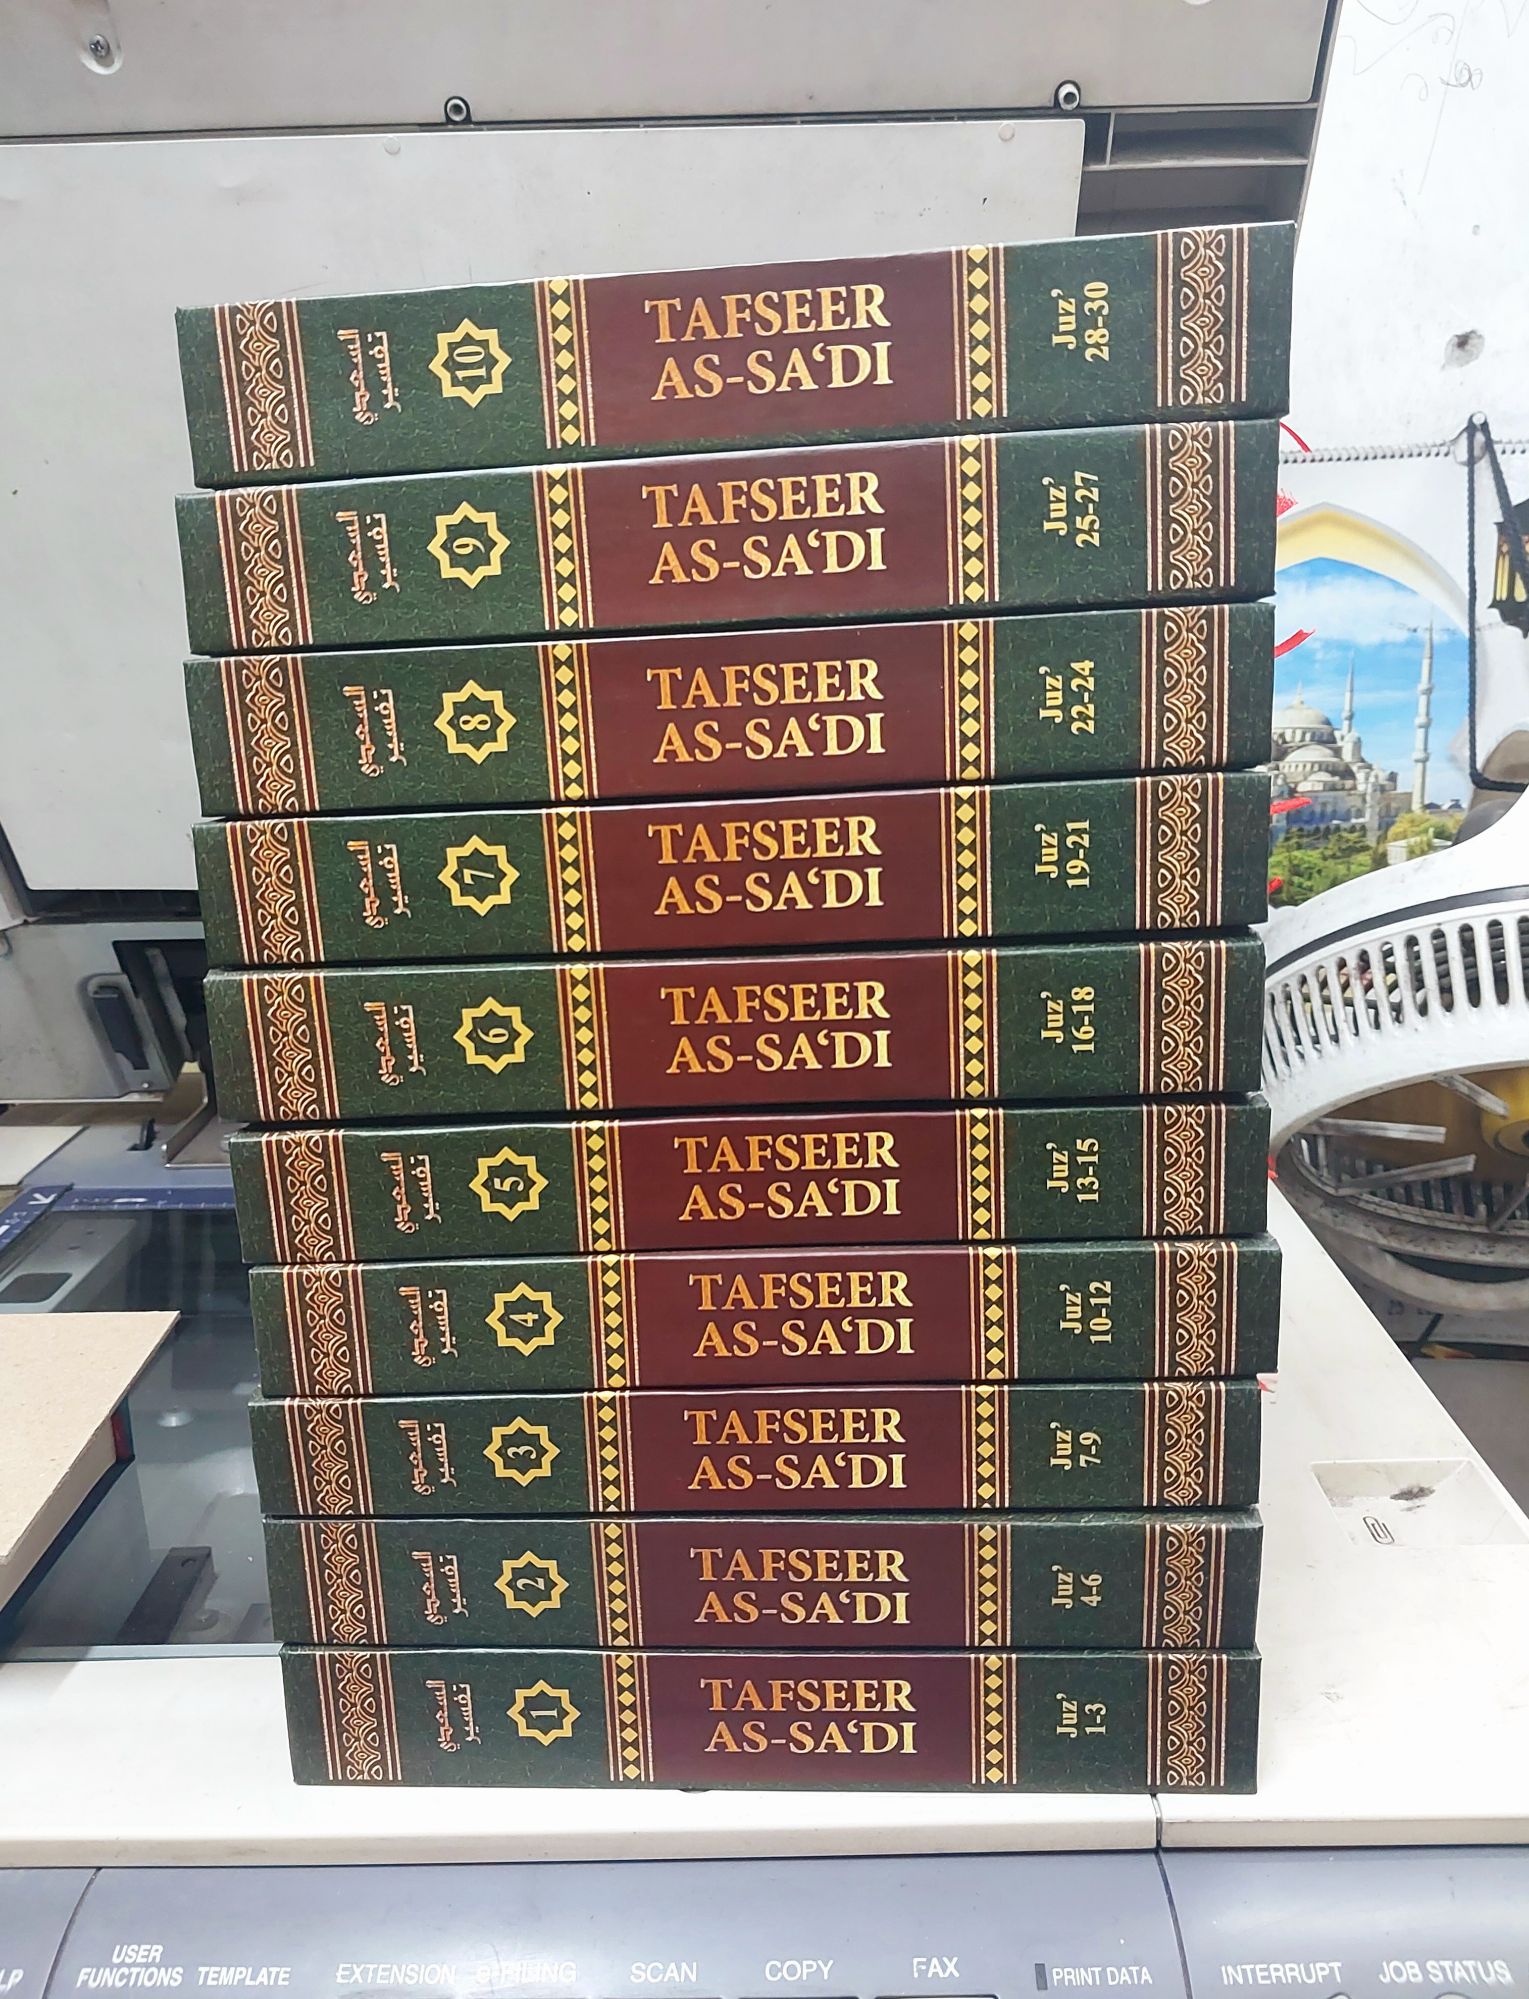 تفسير
السعدي
10
TAFSEER
AS-SA‘DI
Juz’
28-30
تفسير
السعدي
9
TAFSEER
AS-SA‘DI
Juz’
25-27
تفسير
السعدي
8
TAFSEER
AS-SA‘DI
Juz’
22-24
تفسير
السعدي
7
TAFSEER
AS-SA‘DI
Juz’
19-21
تفسير
السعدي
6
TAFSEER
AS-SA‘DI
Juz’
16-18
تفسير
السعدي
5
TAFSEER
AS-SA‘DI
Juz’
13-15
تفسير
السعدي
4
TAFSEER
AS-SA‘DI
Juz’
10-12
تفسير
السعدي
3
TAFSEER
AS-SA‘DI
Juz’
7-9
تفسير
السعدي
2
TAFSEER
AS-SA‘DI
Juz’
4-6
تفسير
السعدي
1
TAFSEER
AS-SA‘DI
Juz’
1-3
USER
FUNCTIONS TEMPLATE EXTENSION e-FILING SCAN COPY FAX PRINT DATA INTERRUPT JOB STATUS